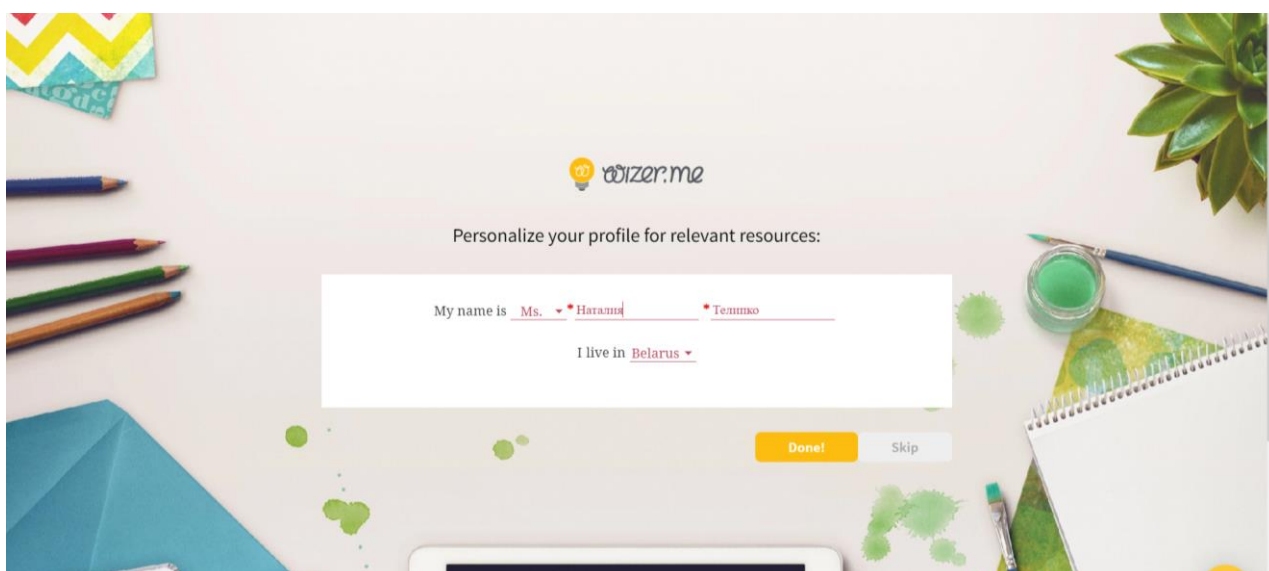 wizer.me
Personalize your profile for relevant resources:
My name is Ms. *Наталия *Телипко
I live in Belarus
Done! Skip